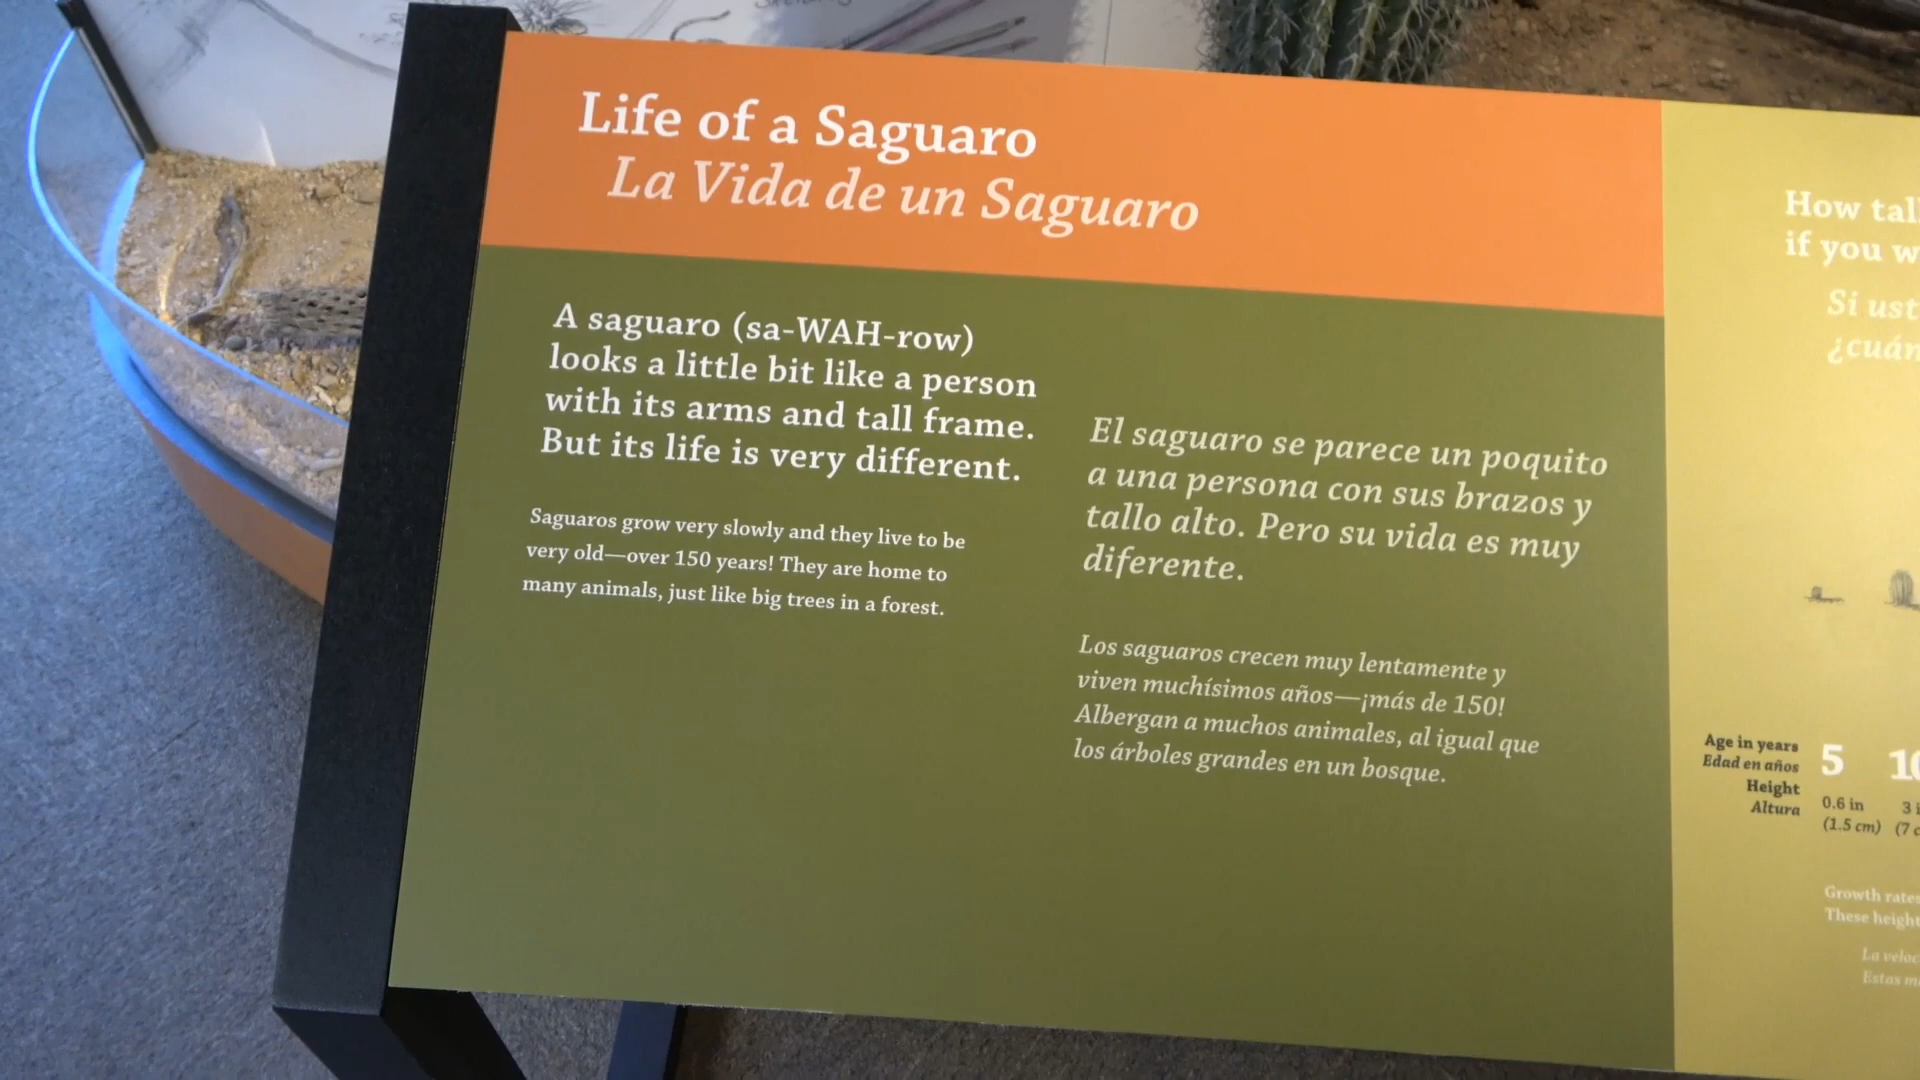 Life of a Saguaro
La Vida de un Saguaro
A saguaro (sa-WAH-row)
looks a little bit like a person
with its arms and tall frame.
But its life is very different.
Saguaros grow very slowly and they live to be
very old—over 150 years! They are home to
many animals, just like big trees in a forest.
El saguaro se parece un poquito
a una persona con sus brazos y
tallo alto. Pero su vida es muy
diferente.
Los saguaros crecen muy lentamente y
viven muchísimos años—¡más de 150!
Albergan a muchos animales, al igual que
los árboles grandes en un bosque.
How
if you
Si
Age in years
Edad en años
Height
Altura
5
10
0.6 in
(1.5 cm)
3
(7
Growth rates
These
La
Estas